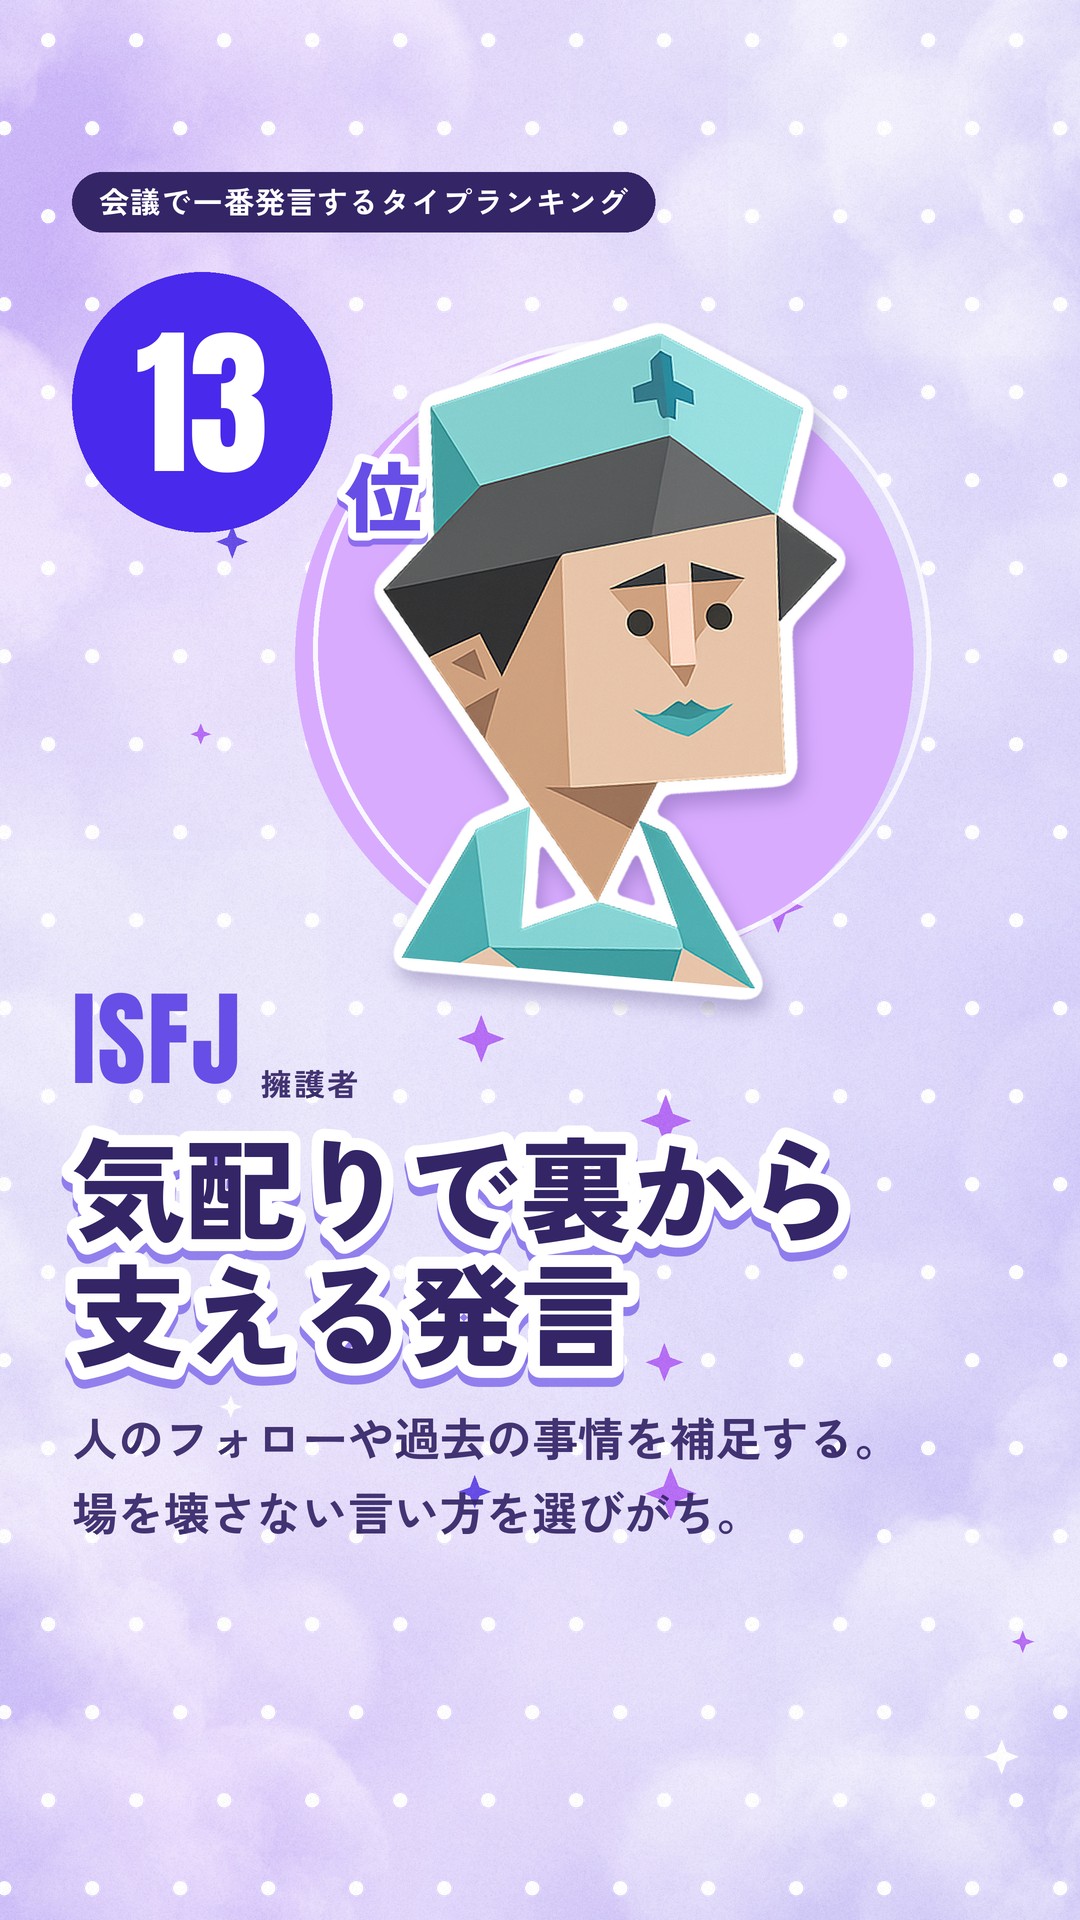 会議で一番発言するタイプランキング
13
位
ISFJ 擁護者
気配りで裏から
支える発言
人のフォローや過去の事情を補足する。
場を壊さない言い方を選びがち。